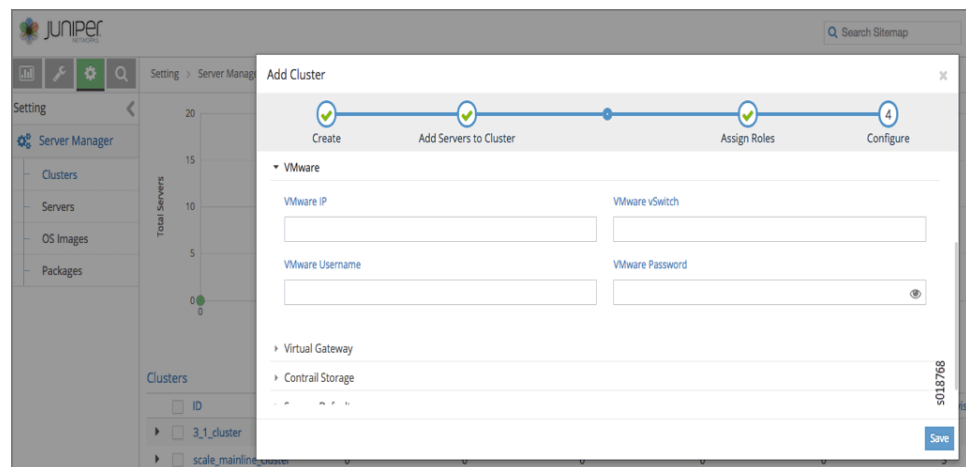 JUNIPER
NETWORKS
Search Sitemap
Setting > Server Manage
Setting
Server Manager
Clusters
Servers
OS Images
Packages
20
15
10
5
0
0
Total Servers
Clusters
ID
3_1_cluster
scale_mainline_cluster
Add Cluster
×
Create
Add Servers to Cluster
Assign Roles
4
Configure
VMware
VMware IP
VMware vSwitch
VMware Username
VMware Password
Virtual Gateway
Contrail Storage
Save
s018768